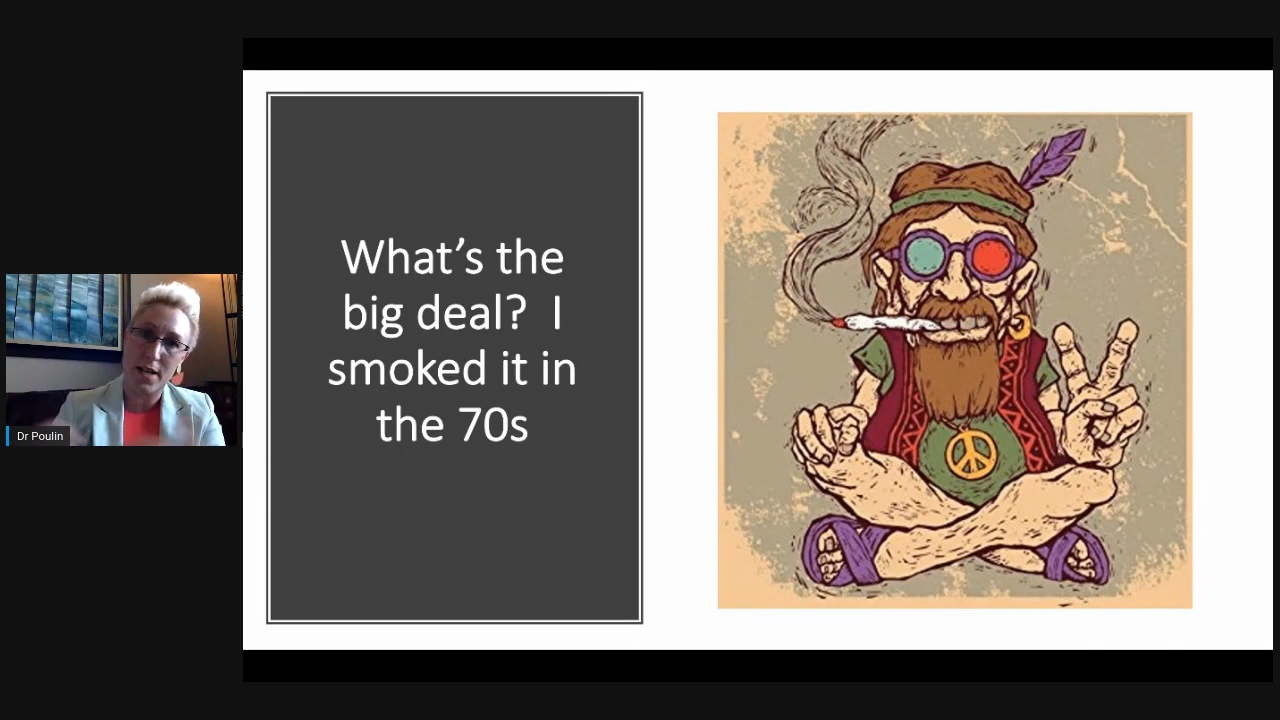 What’s the
big deal?  I
smoked it in
the 70s
Dr Poulin